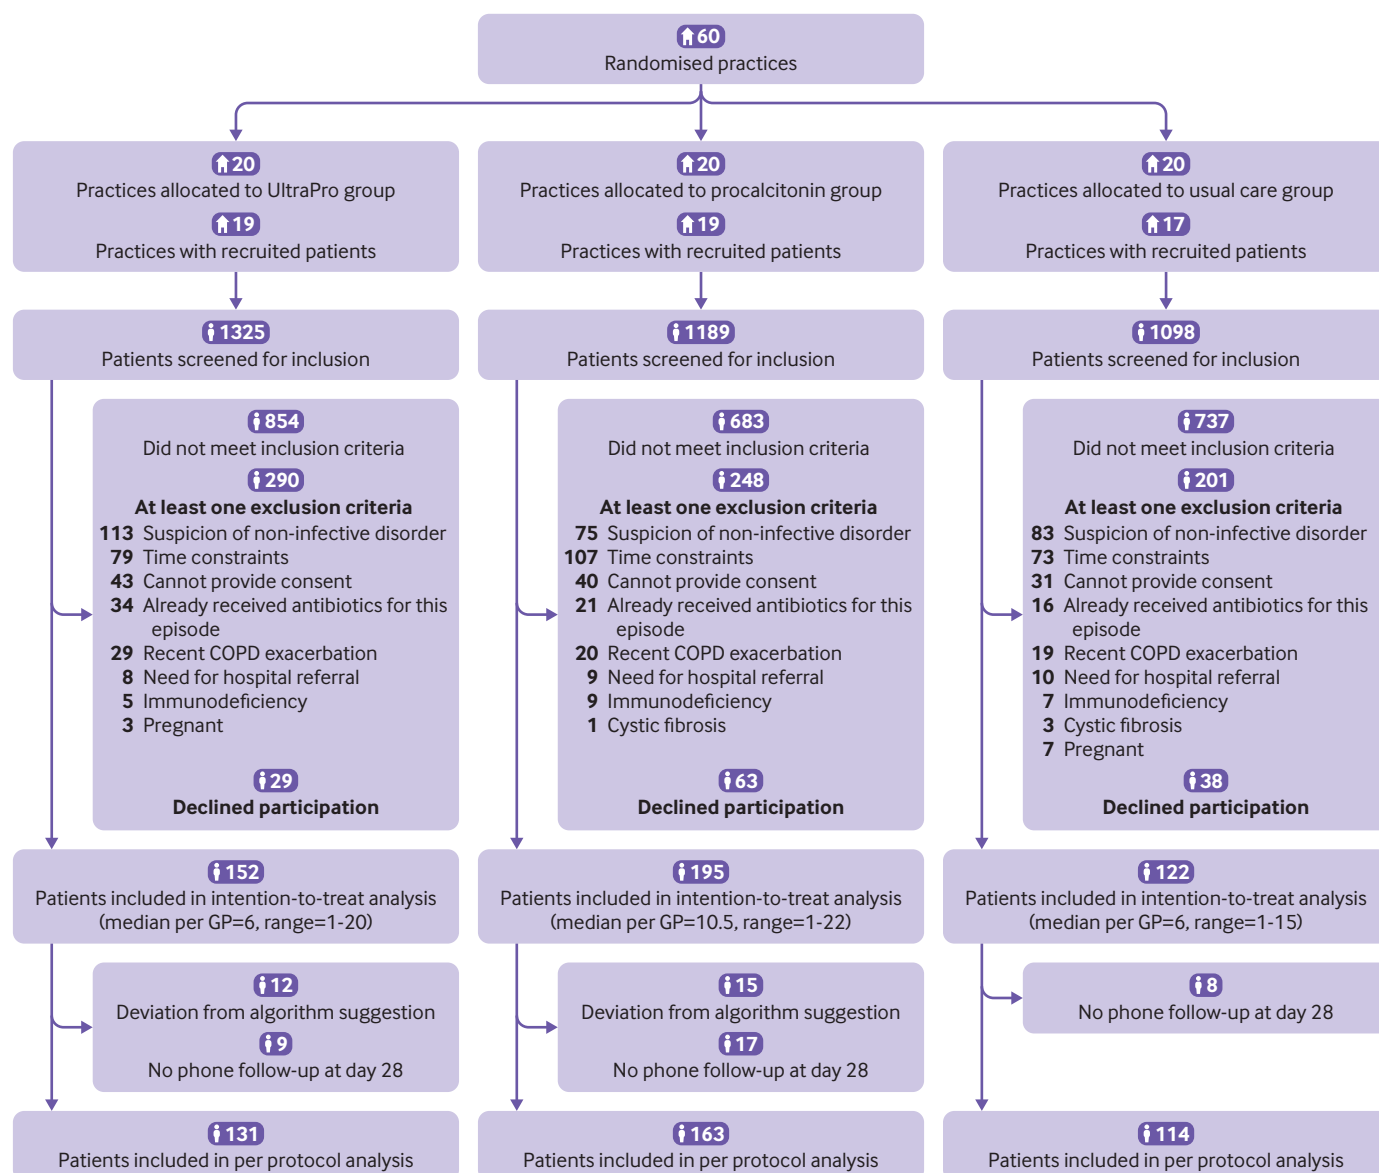 60
Randomised practices
20
Practices allocated to UltraPro group
19
Practices with recruited patients
20
Practices allocated to procalcitonin group
19
Practices with recruited patients
20
Practices allocated to usual care group
17
Practices with recruited patients
1325
Patients screened for inclusion
1189
Patients screened for inclusion
1098
Patients screened for inclusion
854
Did not meet inclusion criteria
290
At least one exclusion criteria
113 Suspicion of non-infective disorder
79 Time constraints
43 Cannot provide consent
34 Already received antibiotics for this
episode
29 Recent COPD exacerbation
8 Need for hospital referral
5 Immunodeficiency
3 Pregnant
29
Declined participation
683
Did not meet inclusion criteria
248
At least one exclusion criteria
75 Suspicion of non-infective disorder
107 Time constraints
40 Cannot provide consent
21 Already received antibiotics for this
episode
20 Recent COPD exacerbation
9 Need for hospital referral
9 Immunodeficiency
1 Cystic fibrosis
63
Declined participation
737
Did not meet inclusion criteria
201
At least one exclusion criteria
83 Suspicion of non-infective disorder
73 Time constraints
31 Cannot provide consent
16 Already received antibiotics for this
episode
19 Recent COPD exacerbation
10 Need for hospital referral
7 Immunodeficiency
3 Cystic fibrosis
7 Pregnant
38
Declined participation
152
Patients included in intention-to-treat analysis
(median per GP=6, range=1-20)
195
Patients included in intention-to-treat analysis
(median per GP=10.5, range=1-22)
122
Patients included in intention-to-treat analysis
(median per GP=6, range=1-15)
12
Deviation from algorithm suggestion
9
No phone follow-up at day 28
15
Deviation from algorithm suggestion
17
No phone follow-up at day 28
8
No phone follow-up at day 28
131
Patients included in per protocol analysis
163
Patients included in per protocol analysis
114
Patients included in per protocol analysis